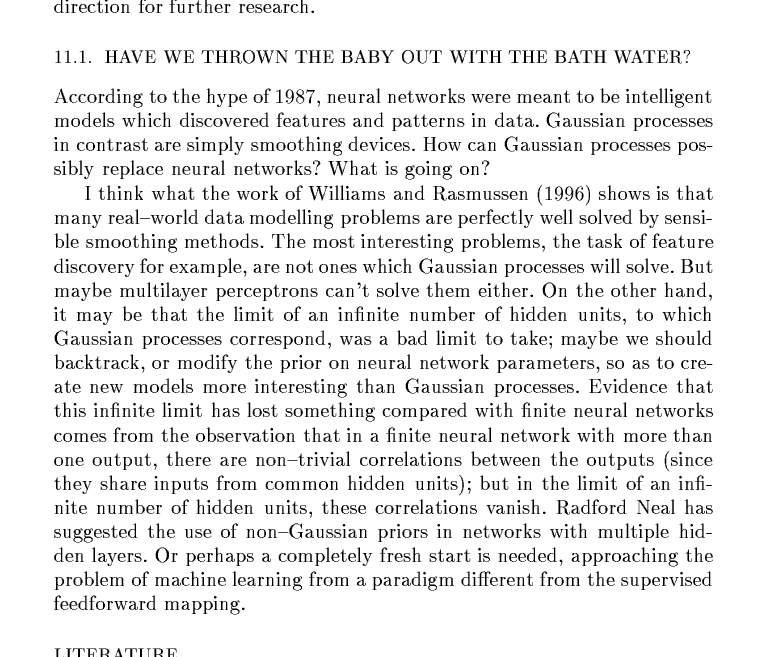 direction for further research.
11.1. HAVE WE THROWN THE BABY OUT WITH THE BATH WATER?
According to the hype of 1987, neural networks were meant to be intelligent
models which discovered features and patterns in data. Gaussian processes
in contrast are simply smoothing devices. How can Gaussian processes pos-
sibly replace neural networks? What is going on?
I think what the work of Williams and Rasmussen (1996) shows is that
many real–world data modelling problems are perfectly well solved by sensi-
ble smoothing methods. The most interesting problems, the task of feature
discovery for example, are not ones which Gaussian processes will solve. But
maybe multilayer perceptrons can't solve them either. On the other hand,
it may be that the limit of an infinite number of hidden units, to which
Gaussian processes correspond, was a bad limit to take; maybe we should
backtrack, or modify the prior on neural network parameters, so as to cre-
ate new models more interesting than Gaussian processes. Evidence that
this infinite limit has lost something compared with finite neural networks
comes from the observation that in a finite neural network with more than
one output, there are non–trivial correlations between the outputs (since
they share inputs from common hidden units); but in the limit of an infi-
nite number of hidden units, these correlations vanish. Radford Neal has
suggested the use of non–Gaussian priors in networks with multiple hid-
den layers. Or perhaps a completely fresh start is needed, approaching the
problem of machine learning from a paradigm different from the supervised
feedforward mapping.
LITERATURE